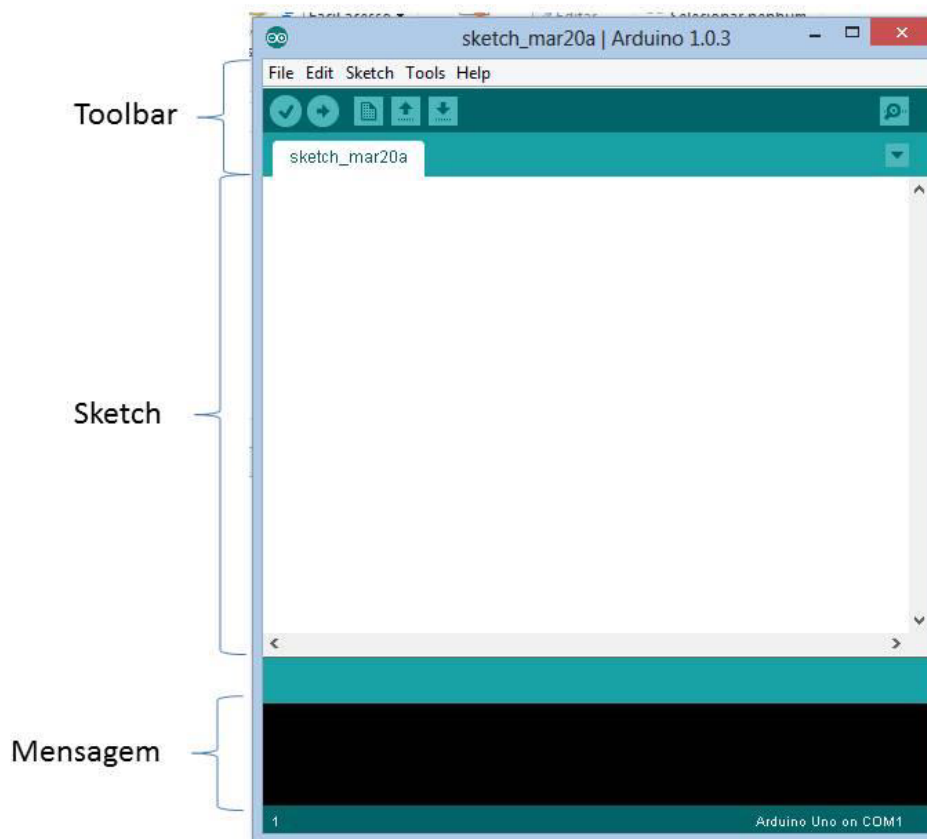 sketch_mar20a | Arduino 1.0.3
File Edit Sketch Tools Help
Toolbar
sketch_mar20a
Sketch
Mensagem
1 Arduino Uno on COM1